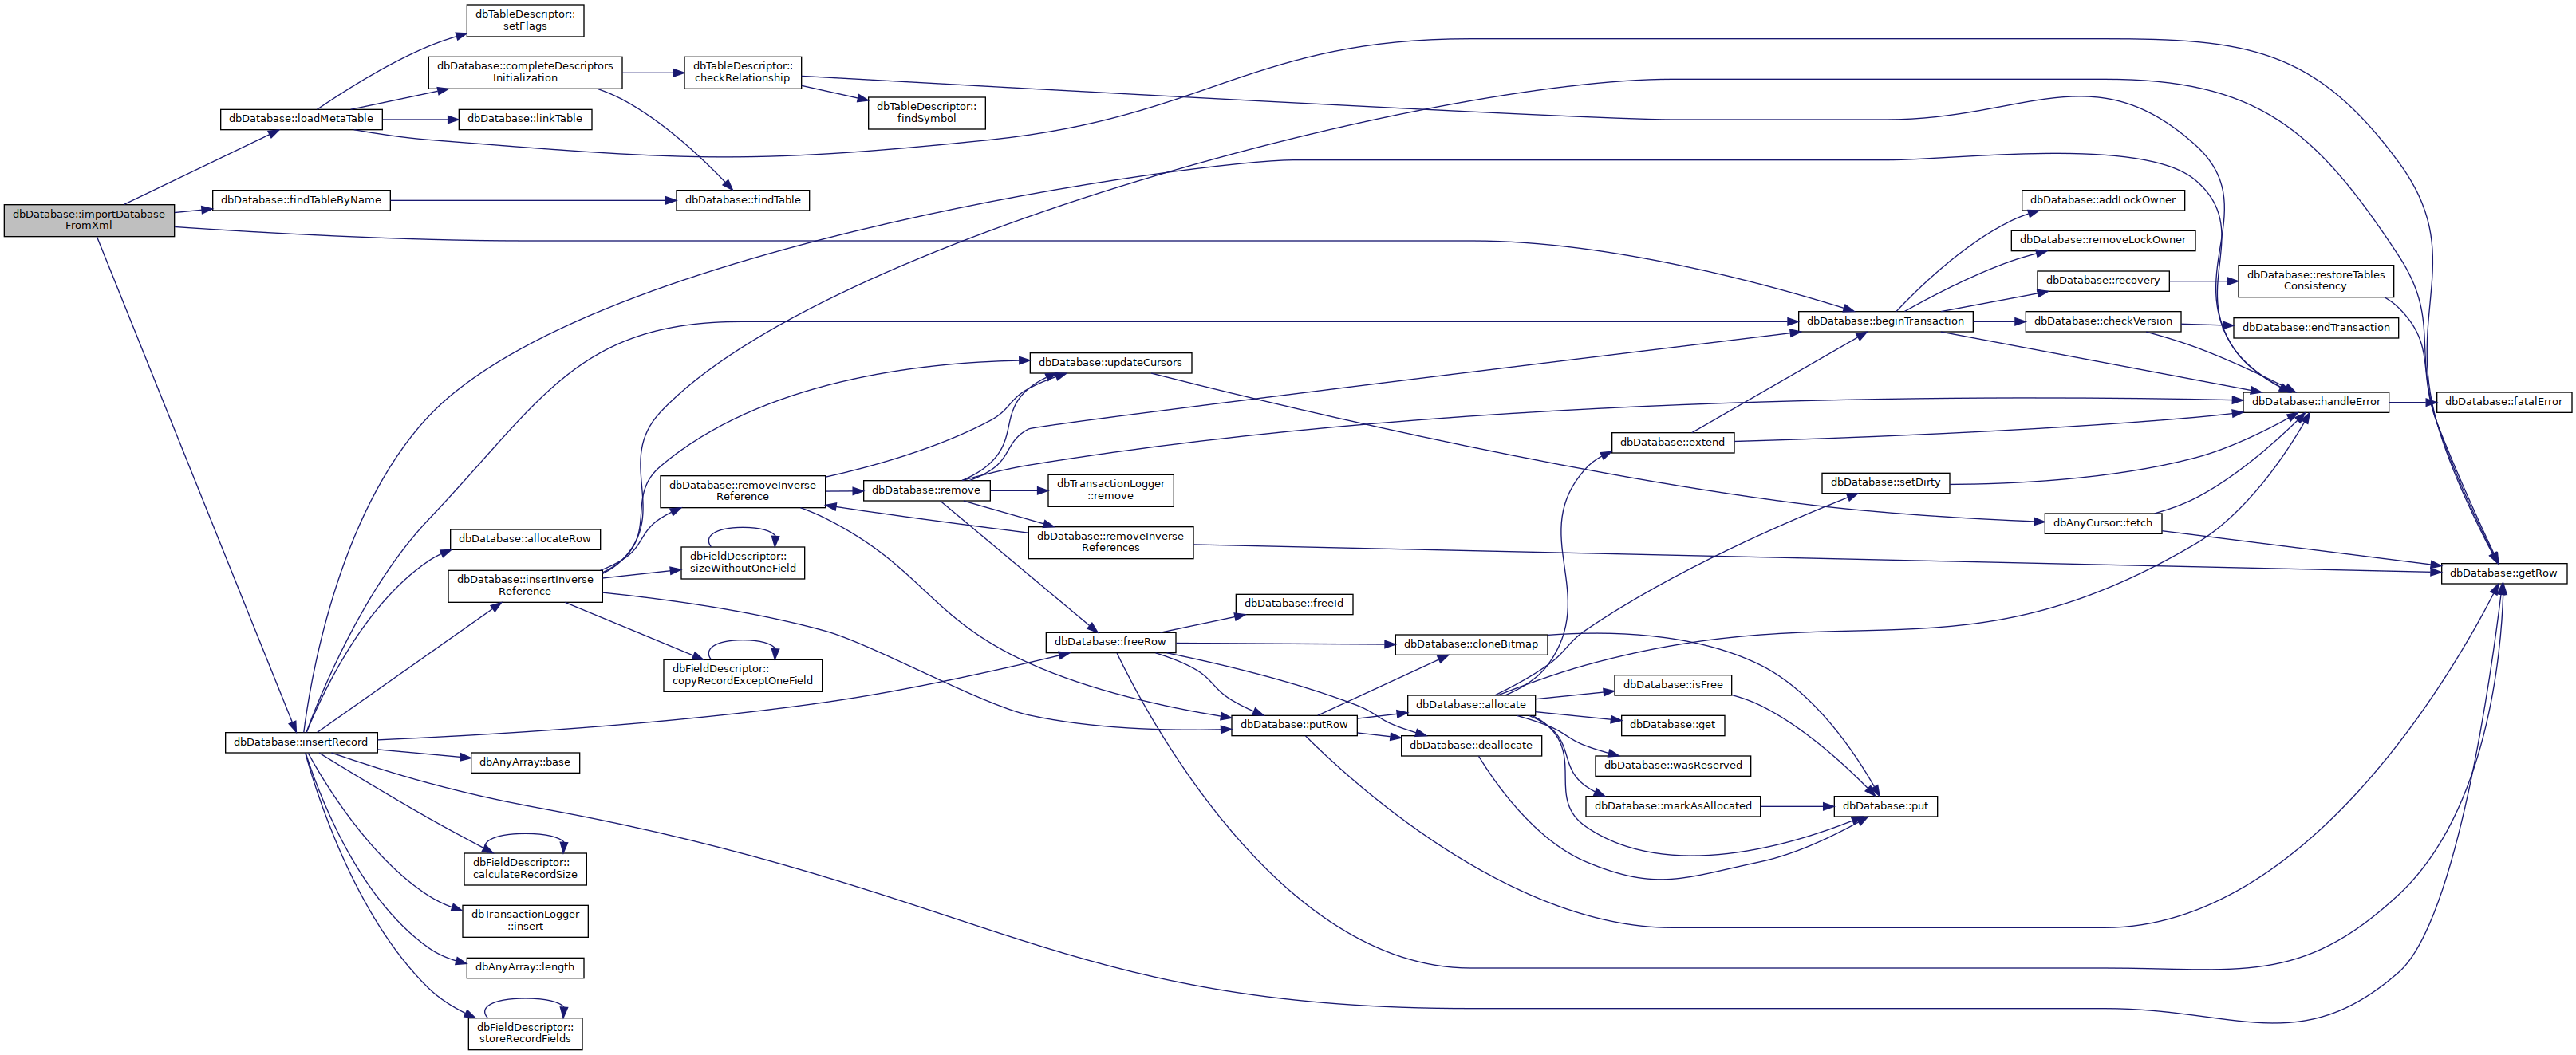 dbTableDescriptor::
setFlags
dbDatabase::completeDescriptors
Initialization
dbTableDescriptor::
checkRelationship
dbTableDescriptor::
findSymbol
dbDatabase::loadMetaTable
dbDatabase::linkTable
dbDatabase::importDatabase
FromXml
dbDatabase::findTableByName
dbDatabase::findTable
dbDatabase::addLockOwner
dbDatabase::removeLockOwner
dbDatabase::recovery
dbDatabase::restoreTables
Consistency
dbDatabase::beginTransaction
dbDatabase::checkVersion
dbDatabase::endTransaction
dbDatabase::updateCursors
dbDatabase::handleError
dbDatabase::fatalError
dbDatabase::extend
dbDatabase::removeInverse
Reference
dbDatabase::remove
dbTransactionLogger
::remove
dbDatabase::setDirty
dbAnyCursor::fetch
dbDatabase::allocateRow
dbDatabase::removeInverse
References
dbFieldDescriptor::
sizeWithoutOneField
dbDatabase::getRow
dbDatabase::insertInverse
Reference
dbDatabase::freeId
dbDatabase::freeRow
dbDatabase::cloneBitmap
dbFieldDescriptor::
copyRecordExceptOneField
dbDatabase::isFree
dbDatabase::allocate
dbDatabase::putRow
dbDatabase::get
dbDatabase::insertRecord
dbDatabase::deallocate
dbAnyArray::base
dbDatabase::wasReserved
dbDatabase::markAsAllocated
dbDatabase::put
dbFieldDescriptor::
calculateRecordSize
dbTransactionLogger
::insert
dbAnyArray::length
dbFieldDescriptor::
storeRecordFields